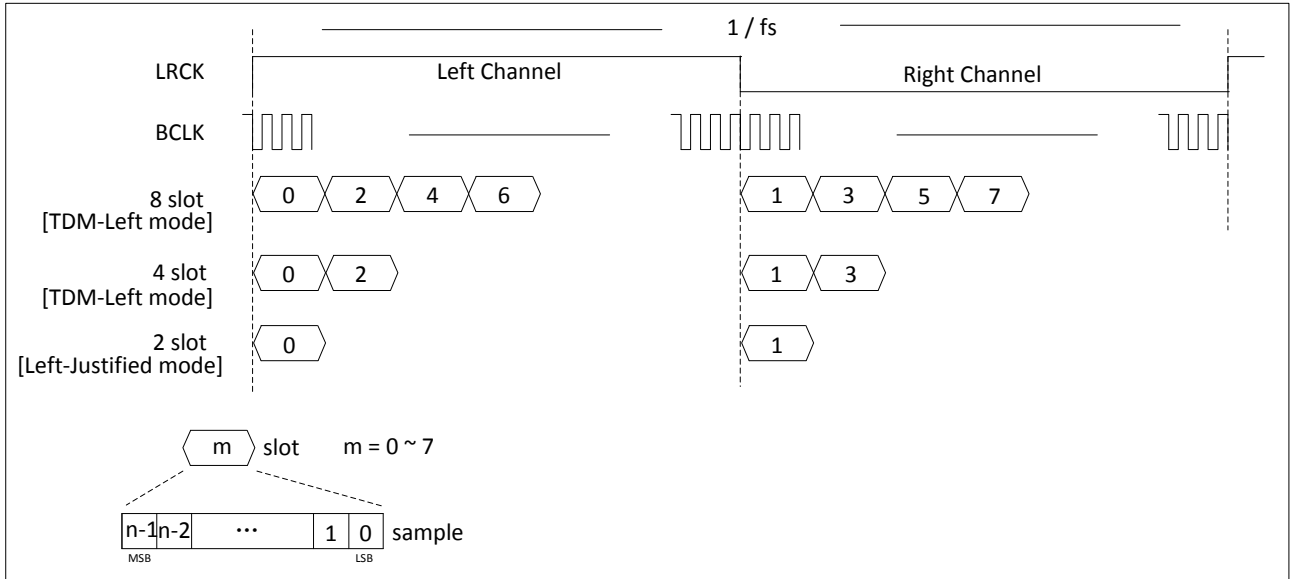 1 / fs
LRCK Left Channel Right Channel
BCLK
8 slot 0 2 4 6 1 3 5 7
[TDM-Left mode]
4 slot 0 2 1 3
[TDM-Left mode]
2 slot 0 1
[Left-Justified mode]
m slot m = 0 ~ 7
n-1 n-2 ... 1 0 sample
MSB LSB